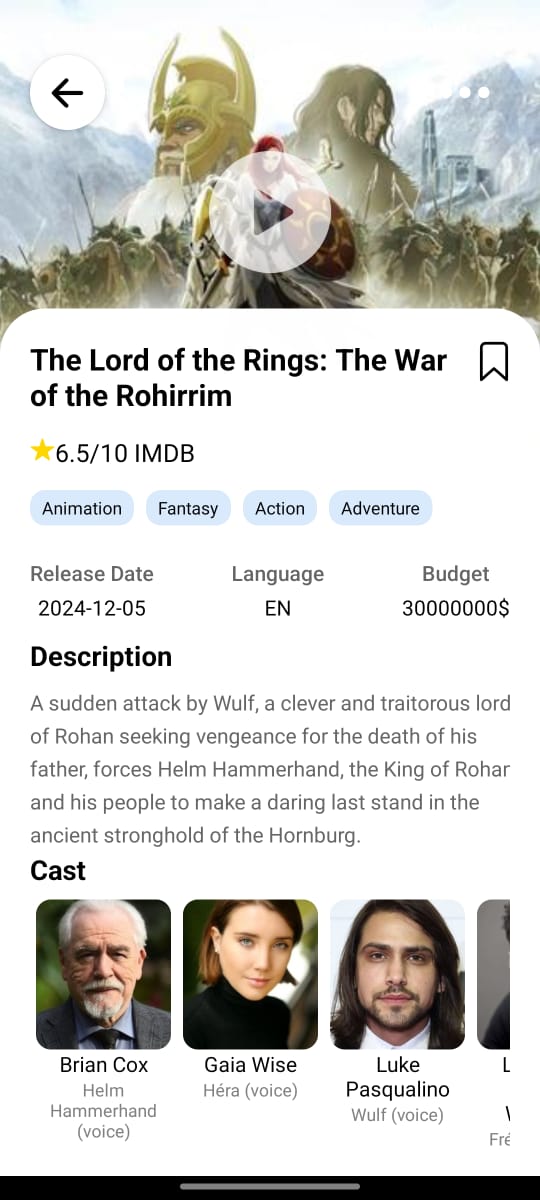 The Lord of the Rings: The War
of the Rohirrim
6.5/10 IMDB
Animation
Fantasy
Action
Adventure
Release Date
Language
Budget
2024-12-05
EN
30000000$
Description
A sudden attack by Wulf, a clever and traitorous lord
of Rohan seeking vengeance for the death of his
father, forces Helm Hammerhand, the King of Rohan
and his people to make a daring last stand in the
ancient stronghold of the Hornburg.
Cast
Brian Cox
Gaia Wise
Luke
Pasqualino
Helm
Hammerhand
(voice)
Héra (voice)
Wulf (voice)